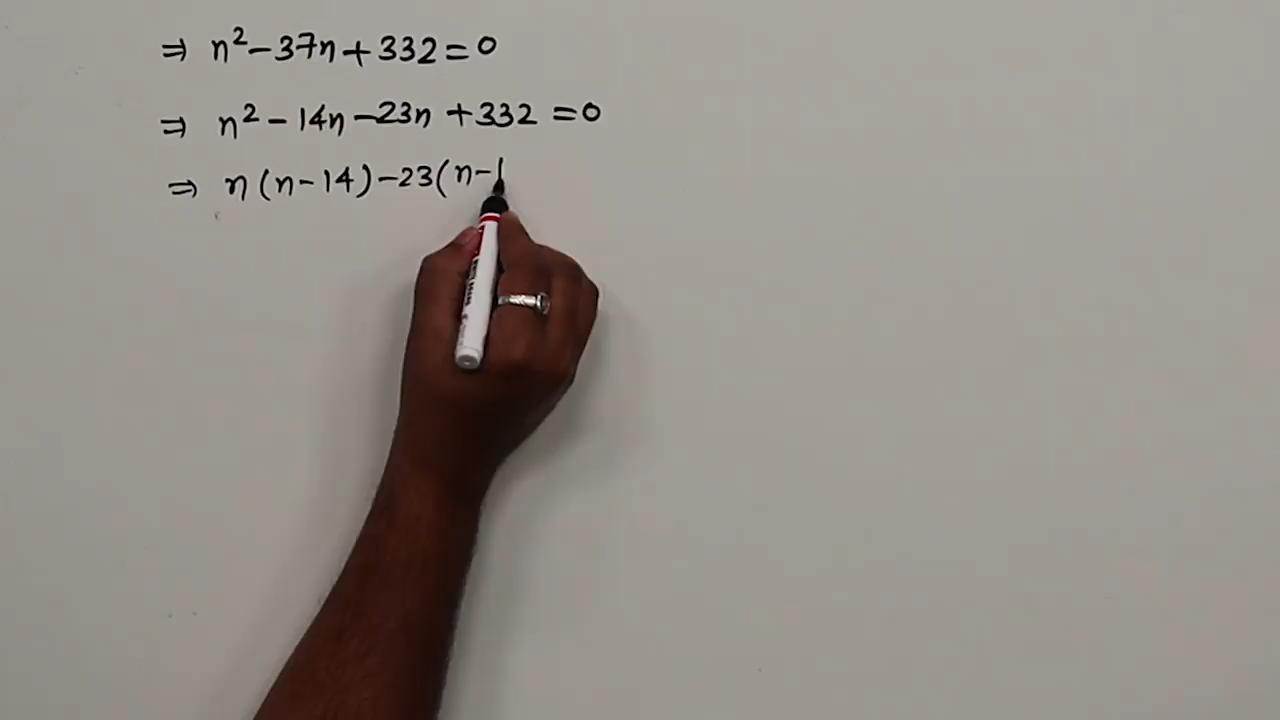 ⇒ n² - 37n + 332 = 0
⇒ n² - 14n - 23n + 332 = 0
⇒ n (n - 14) - 23 (n - 1